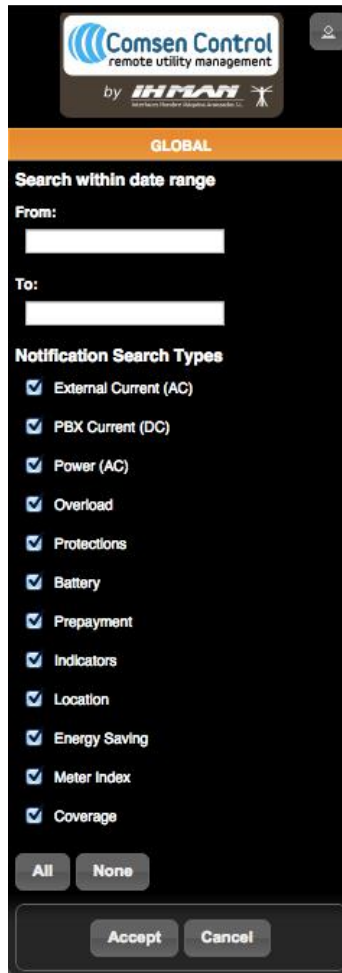 Comsen Control
remote utility management
by IHMAN
GLOBAL
Search within date range
From:
To:
Notification Search Types
External Current (AC)
PBX Current (DC)
Power (AC)
Overload
Protections
Battery
Prepayment
Indicators
Location
Energy Saving
Meter Index
Coverage
All None
Accept Cancel